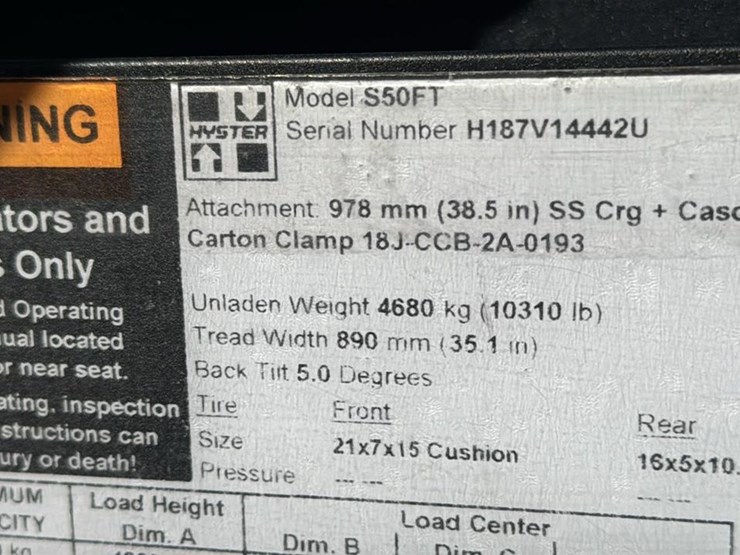 NING
HYSTER
Model S50FT
Serial Number H187V14442U
tors and
Only
Operating
ual located
or near seat.
ating, inspection
structions can
ury or death!
Attachment: 978 mm (38.5 in) SS Crg + Casc
Carton Clamp 18J-CCB-2A-0193
Unladen Weight 4680 kg (10310 lb)
Tread Width 890 mm (35.1 in)
Back Tilt 5.0 Degrees
Tire Front Rear
Size 21x7x15 Cushion 16x5x10.
Pressure --- --- --- ---
MUM Load Height Load Center
CITY Dim. A Dim. B Dim. C
kg